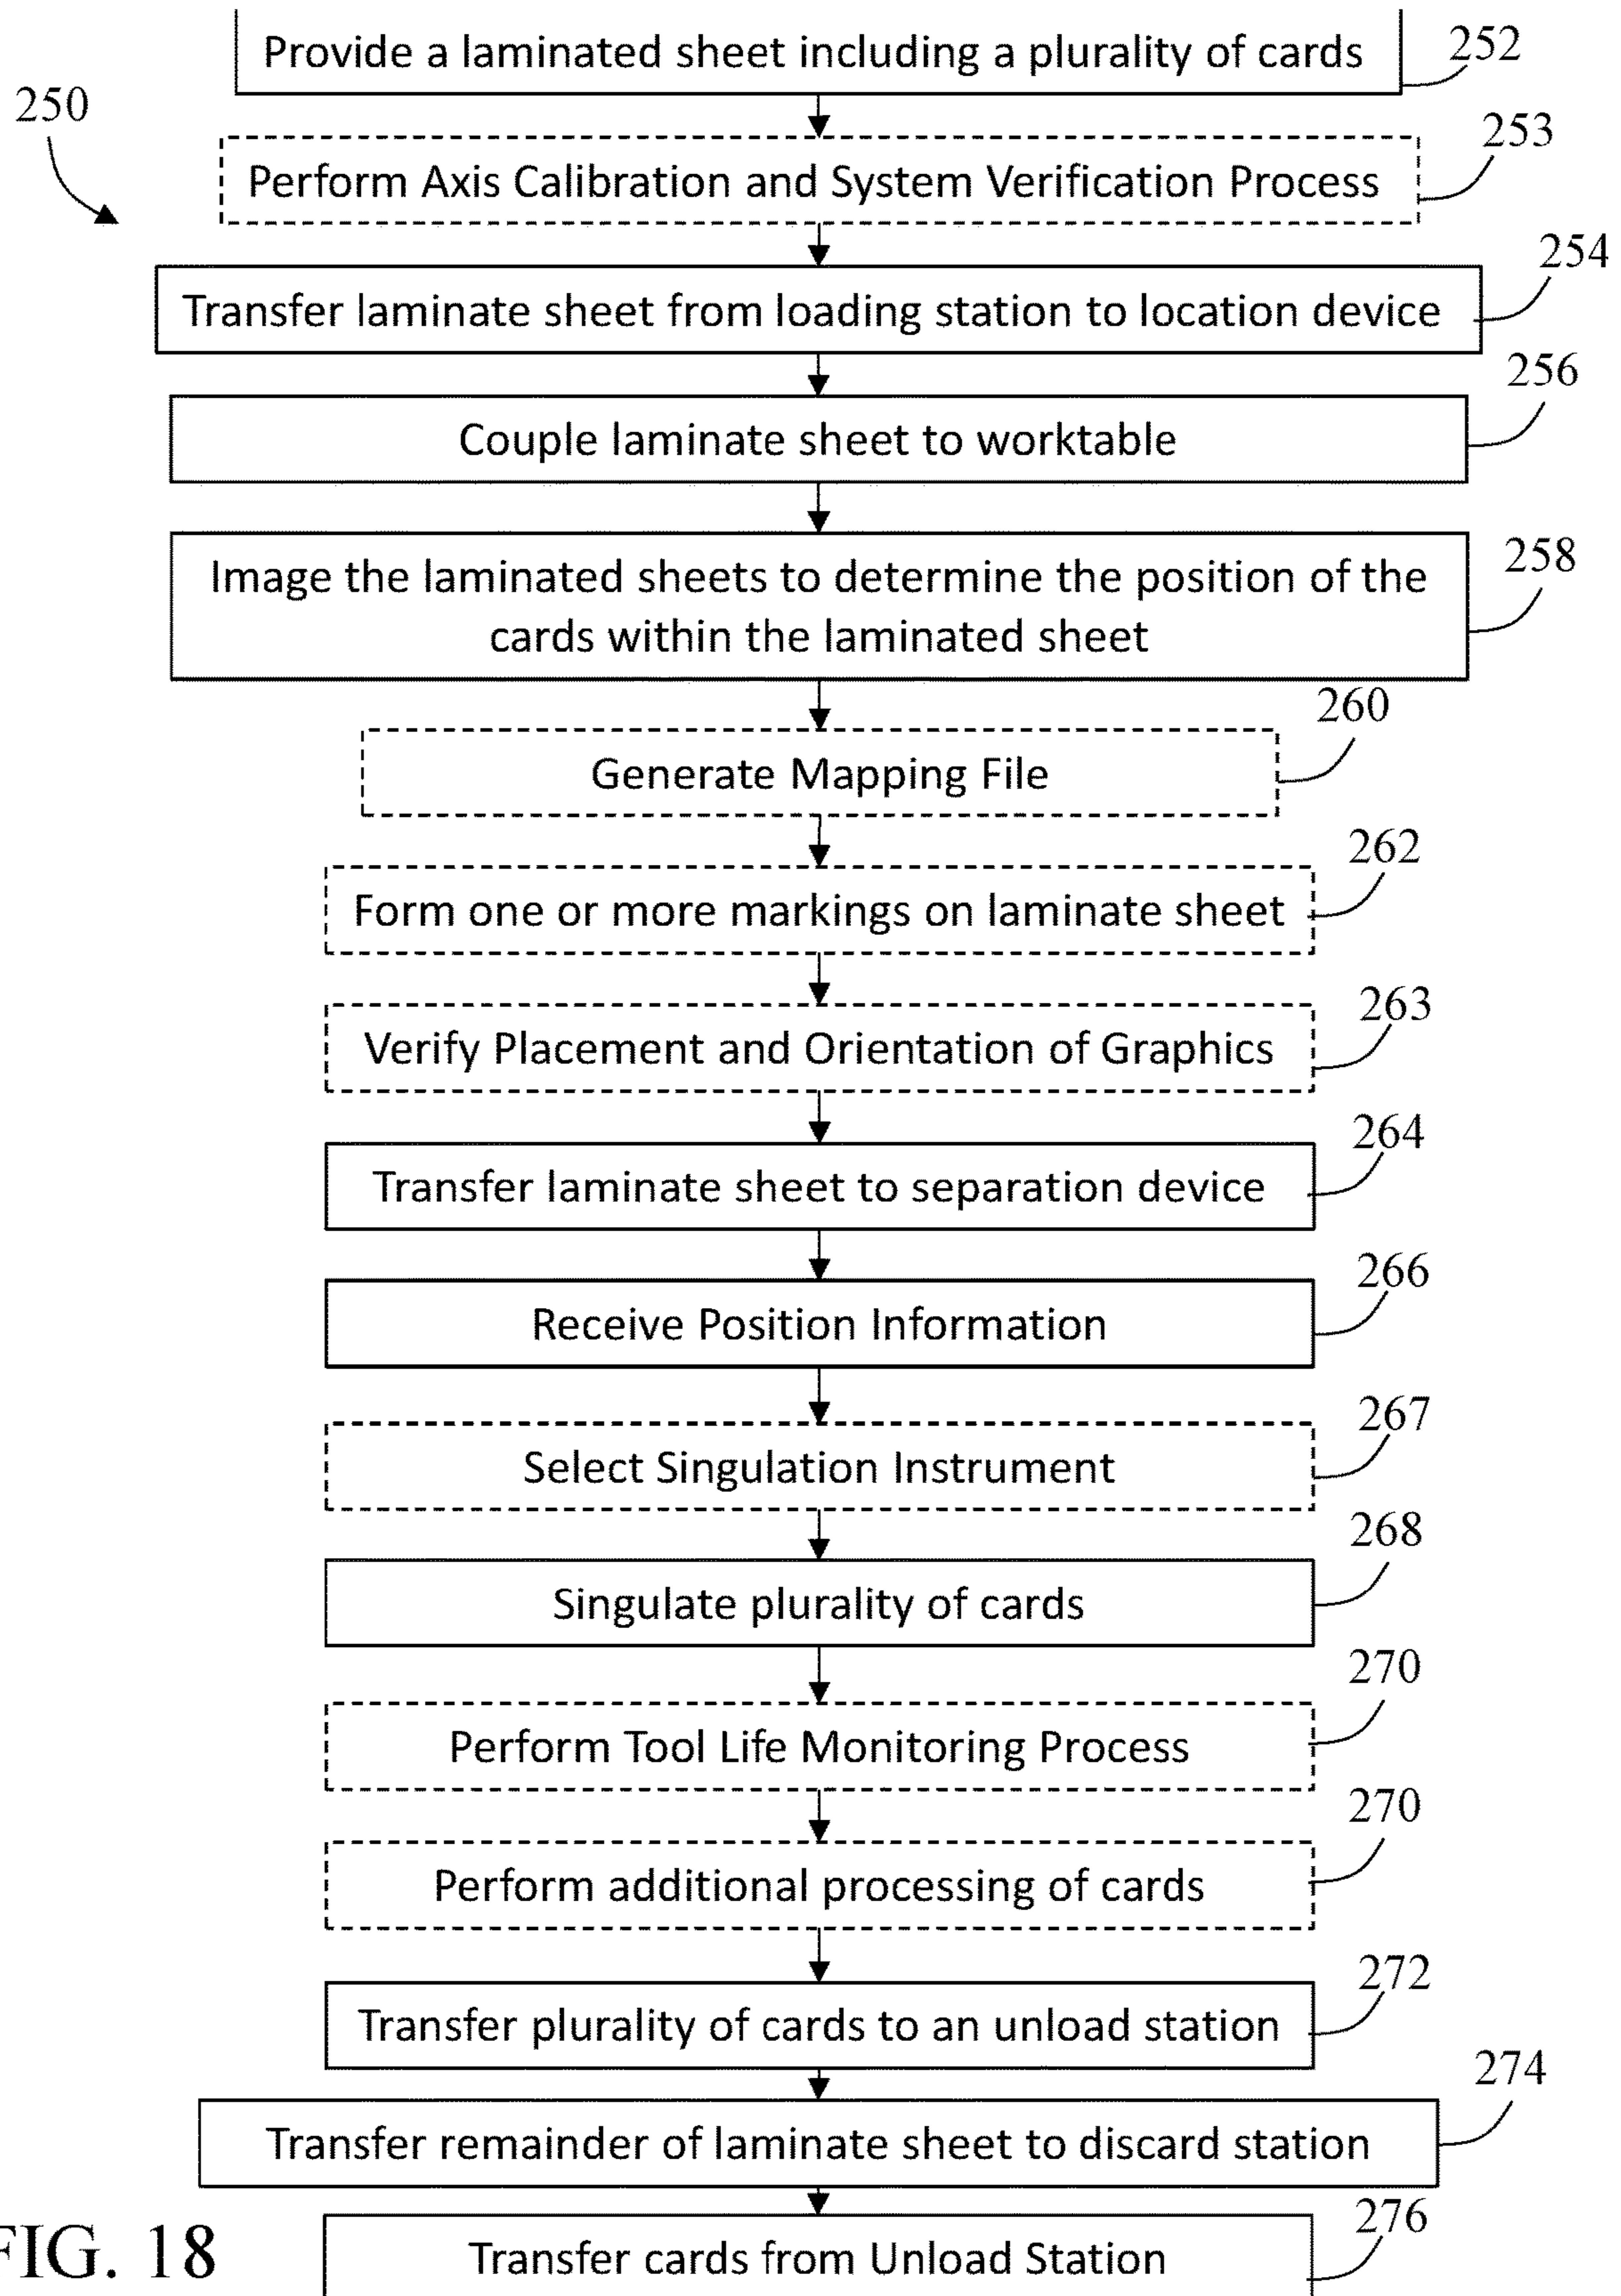 Provide a laminated sheet including a plurality of cards
252
250
Perform Axis Calibration and System Verification Process
253
Transfer laminate sheet from loading station to location device
254
Couple laminate sheet to worktable
256
Image the laminated sheets to determine the position of the
cards within the laminated sheet
258
Generate Mapping File
260
Form one or more markings on laminate sheet
262
Verify Placement and Orientation of Graphics
263
Transfer laminate sheet to separation device
264
Receive Position Information
266
Select Singulation Instrument
267
Singulate plurality of cards
268
Perform Tool Life Monitoring Process
270
Perform additional processing of cards
270
Transfer plurality of cards to an unload station
272
Transfer remainder of laminate sheet to discard station
274
Transfer cards from Unload Station
276
FIG. 18